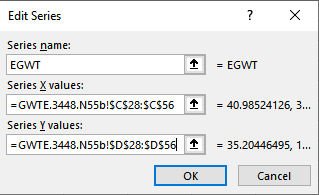 Edit Series
Series name:
EGWT = EGWT
Series X values:
=GWTE.3448.N55b!$C$28:$C$56 = 40.98524126, 3...
Series Y values:
=GWTE.3448.N55b!$D$28:$D$56 = 35.20446495, 1...
OK Cancel